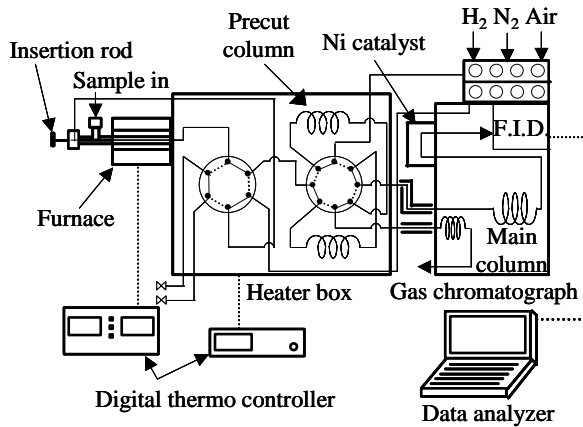 H2 N2 Air
Precut
column
Ni catalyst
Insertion rod
Sample in
F.I.D.
Furnace
Main
column
Heater box
Gas chromatograph
Digital thermo controller
Data analyzer